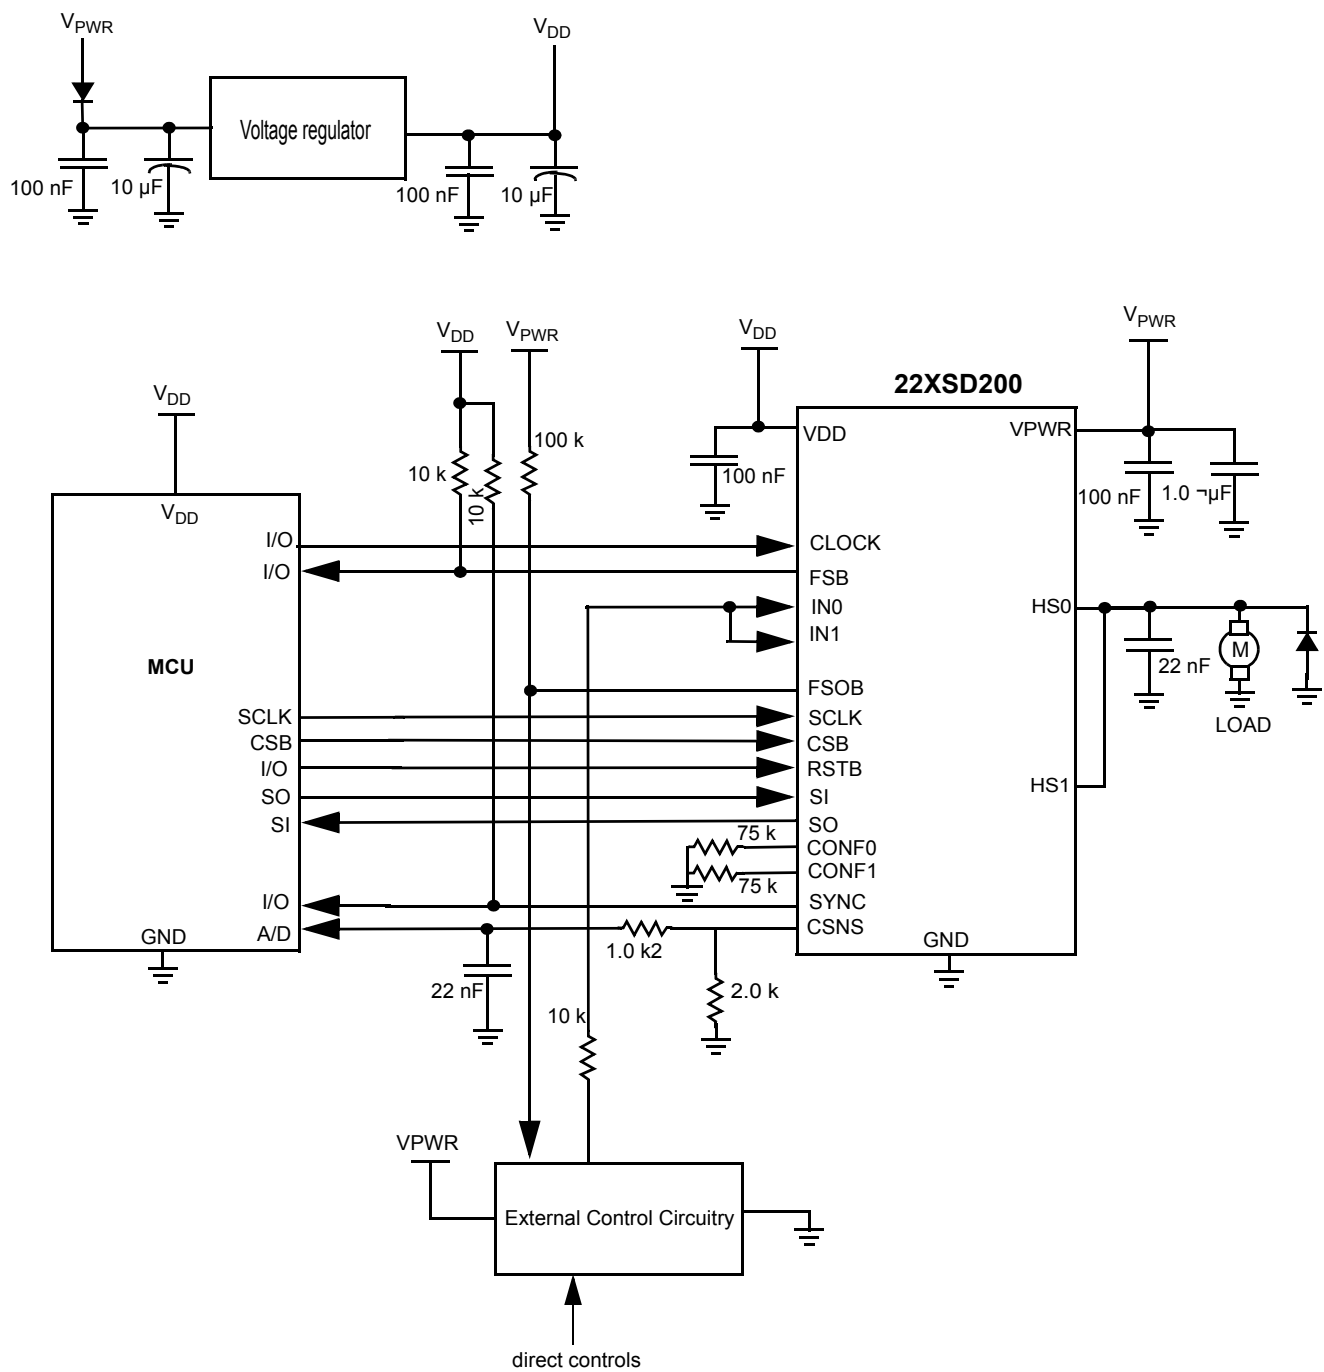 VPWR
VDD
Voltage regulator
100 nF
10 µF
100 nF
10 µF
VDD
VPWR
VDD
VPWR
22XSD200
VDD
100 k
VDD
VPWR
10 k
10 k
100 nF
100 nF
1.0 ¬µF
VDD
I/O
CLOCK
I/O
FSB
IN0
HS0
IN1
MCU
M
22 nF
FSOB
SCLK
SCLK
LOAD
CSB
CSB
I/O
RSTB
HS1
SO
SI
SI
SO
75 k
CONF0
CONF1
75 k
I/O
SYNC
A/D
CSNS
GND
GND
1.0 k2
22 nF
2.0 k
10 k
VPWR
External Control Circuitry
direct controls